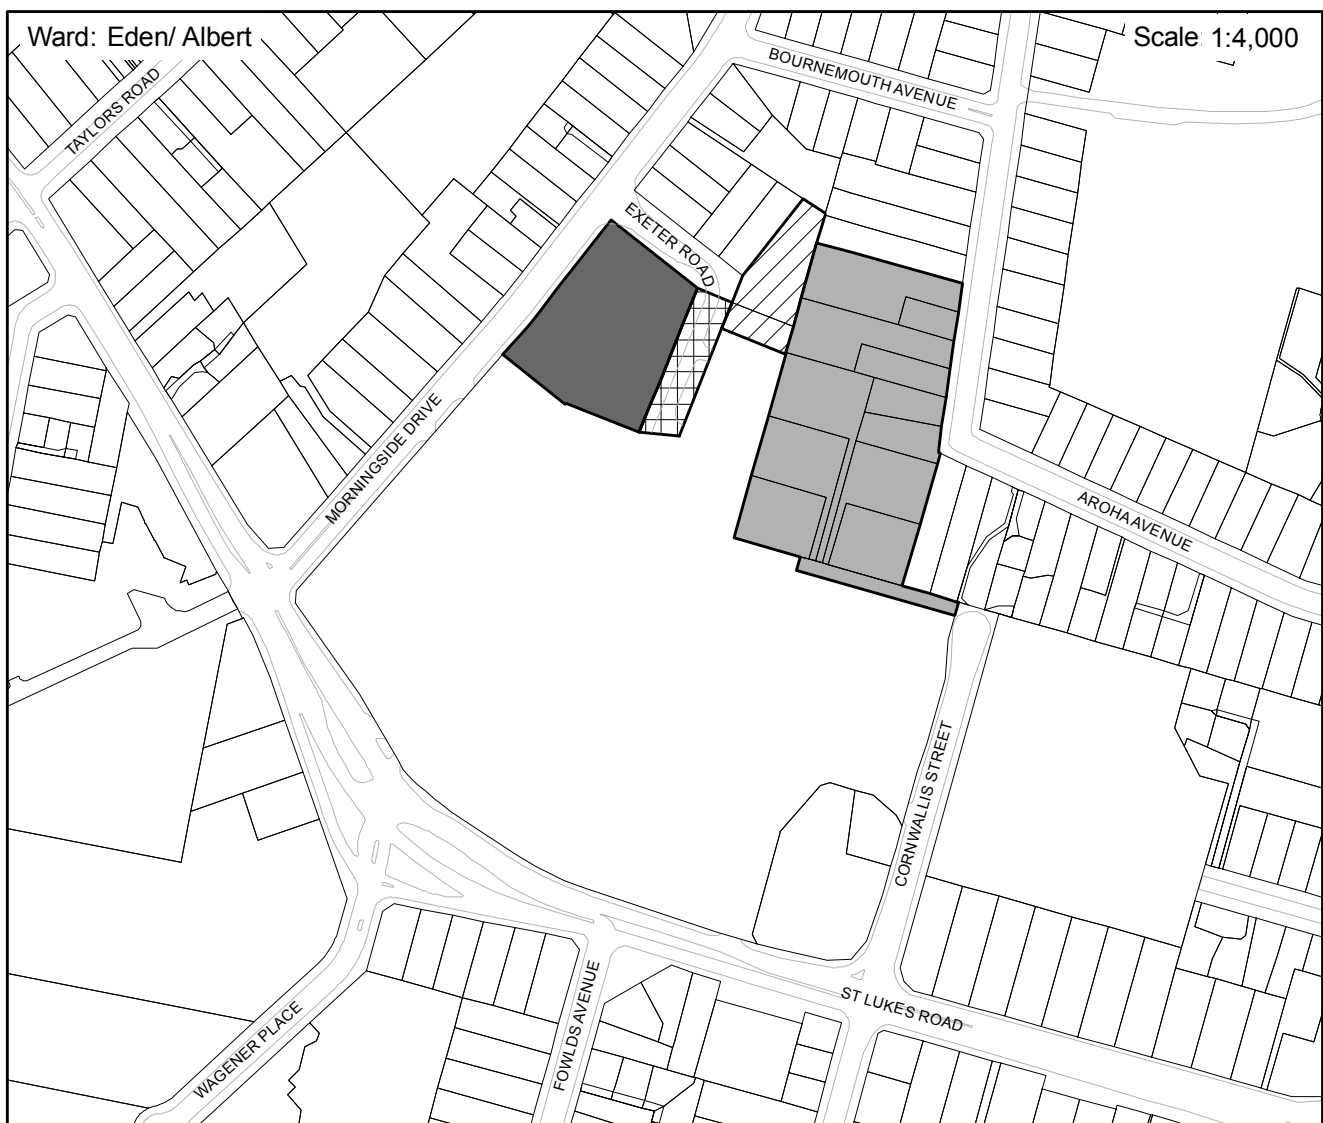 Ward: Eden/ Albert
Scale: 1:4,000
TAYLORS ROAD
BOURNEMOUTH AVENUE
EXETER ROAD
MORNINGSIDE DRIVE
AROHA AVENUE
CORNWALLIS STREET
ST LUKES ROAD
WAGENER PLACE
FOWLDS AVENUE